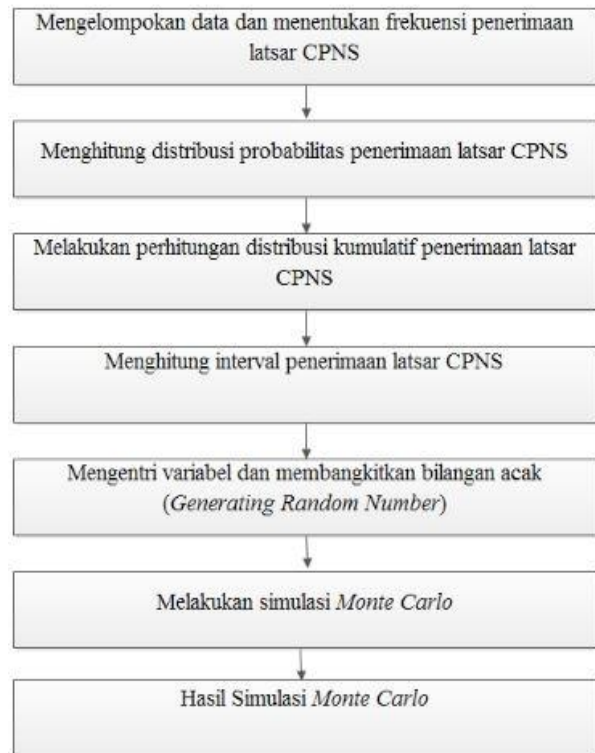 Mengelompokan data dan menentukan frekuensi penerimaan
latsar CPNS
Menghitung distribusi probabilitas penerimaan latsar CPNS
Melakukan perhitungan distribusi kumulatif penerimaan latsar
CPNS
Menghitung interval penerimaan latsar CPNS
Mengentri variabel dan membangkitkan bilangan acak
(Generating Random Number)
Melakukan simulasi Monte Carlo
Hasil Simulasi Monte Carlo